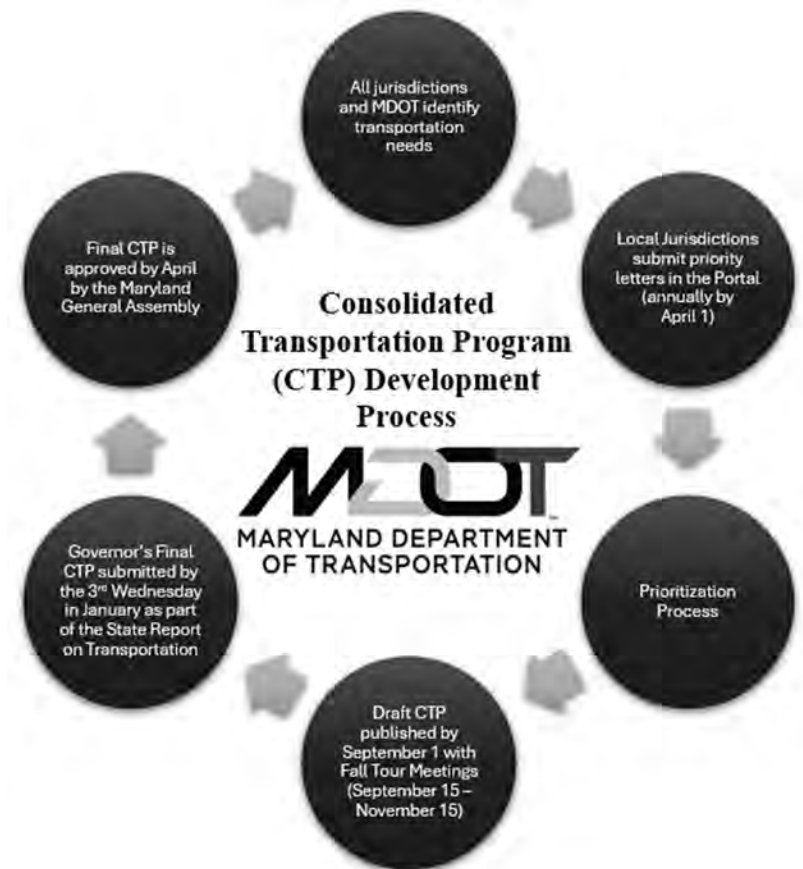 All jurisdictions
and MDOT identify
transportation
needs
Local Jurisdictions
submit priority
letters in the Portal
(annually by
April 1)
Prioritization
Process
Draft CTP
published by
September 1 with
Fall Tour Meetings
(September 15 –
November 15)
Governor's Final
CTP submitted by
the 3rd Wednesday
in January as part
of the State Report
on Transportation
Final CTP is
approved by April
by the Maryland
General Assembly
Consolidated
Transportation Program
(CTP) Development
Process
MDOT
MARYLAND DEPARTMENT
OF TRANSPORTATION